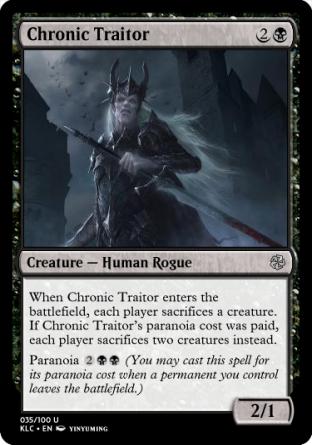 Chronic Traitor 2
Creature — Human Rogue
When Chronic Traitor enters the
battlefield, each player sacrifices a creature.
If Chronic Traitor's paranoia cost was paid,
each player sacrifices two creatures instead.
Paranoia 2 (You may cast this spell for
its paranoia cost when a permanent you control
leaves the battlefield.)
2/1
035/100 U
KLC • EN YINYUMING